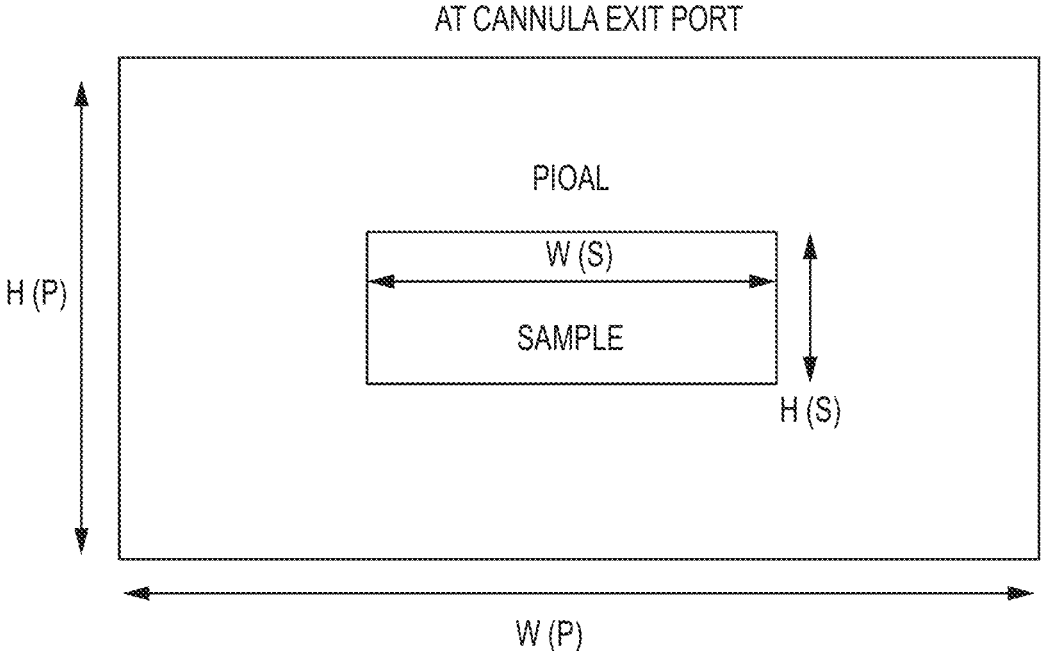 AT CANNULA EXIT PORT
PIOAL
W (S)
H (P)
SAMPLE
H (S)
W (P)